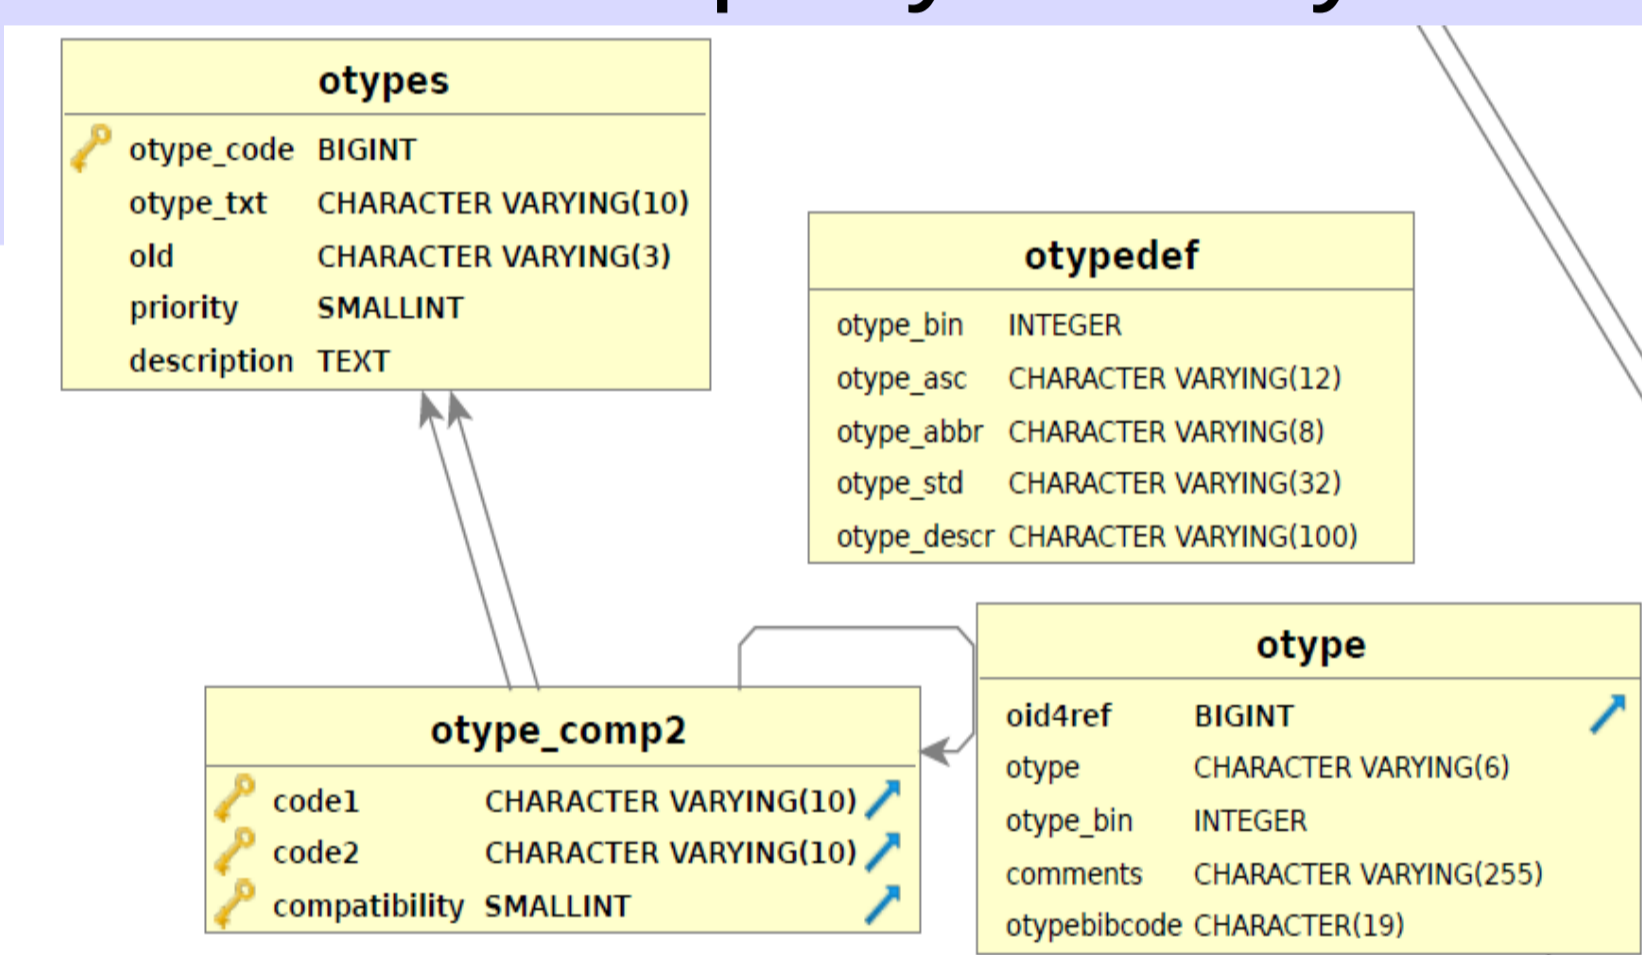 otypes
otype_code BIGINT
otype_txt CHARACTER VARYING(10)
old CHARACTER VARYING(3)
priority SMALLINT
description TEXT
otypedef
otype_bin INTEGER
otype_asc CHARACTER VARYING(12)
otype_abbr CHARACTER VARYING(8)
otype_std CHARACTER VARYING(32)
otype_descr CHARACTER VARYING(100)
otype_comp2
code1 CHARACTER VARYING(10)
code2 CHARACTER VARYING(10)
compatibility SMALLINT
otype
oid4ref BIGINT
otype CHARACTER VARYING(6)
otype_bin INTEGER
comments CHARACTER VARYING(255)
otypebibcode CHARACTER(19)